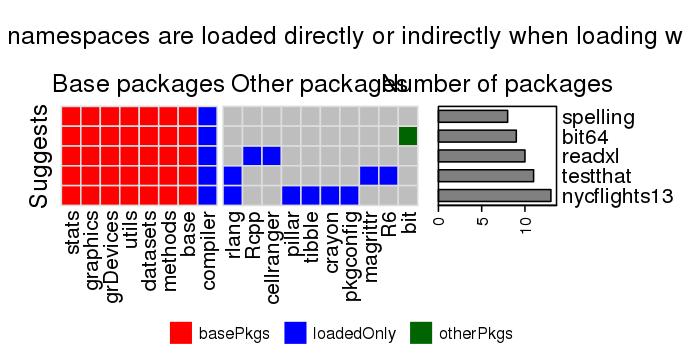 namespaces are loaded directly or indirectly when loading w
Base packages
Other packages
Number of packages
Suggests
spelling
bit64
readxl
testthat
nycflights13
stats
graphics
grDevices
utils
datasets
methods
base
compiler
rlang
Rcpp
cellranger
pillar
tibble
crayon
pkgconfig
magrittr
R6
bit
0
5
10
basePkgs
loadedOnly
otherPkgs